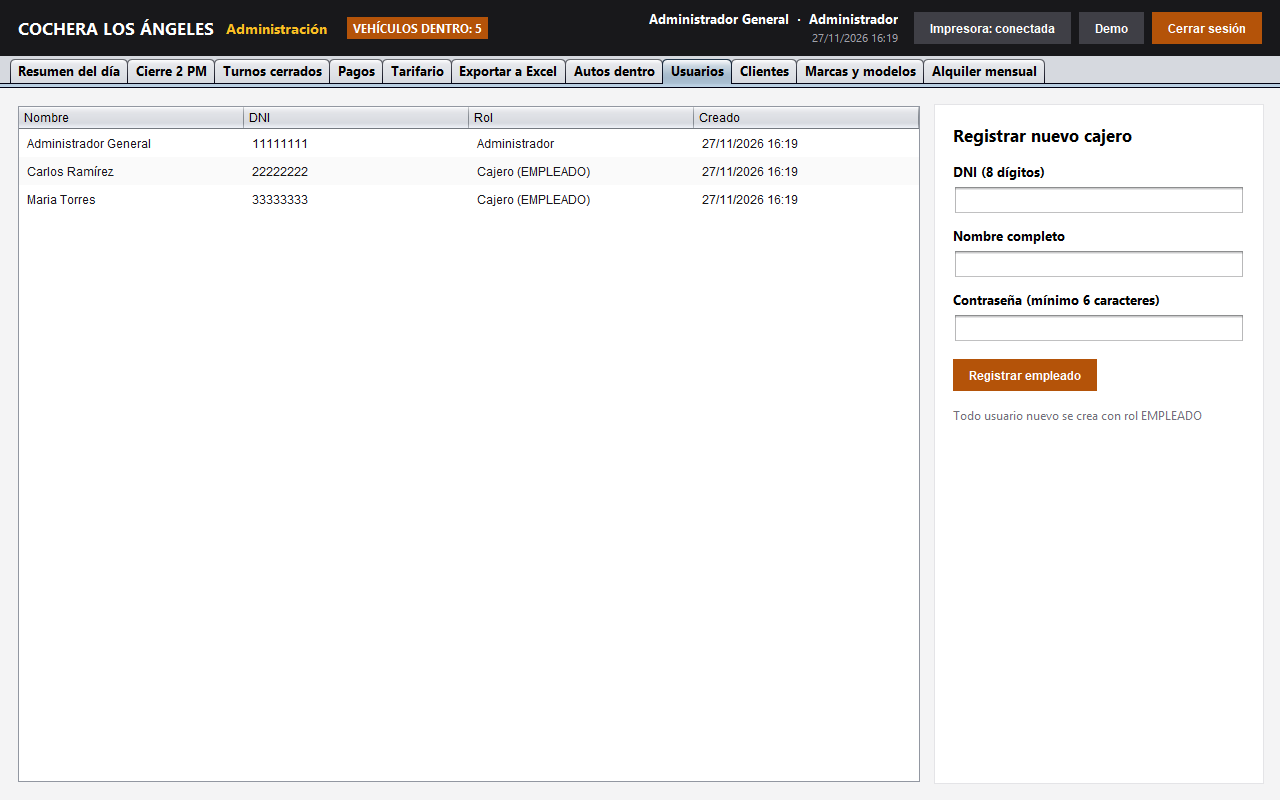 COCHERA LOS ÁNGELES Administración VEHÍCULOS DENTRO: 5 Administrador General · Administrador Impresora: conectada Demo Cerrar sesión
27/11/2026 16:19
Resumen del día Cierre 2 PM Turnos cerrados Pagos Tarifario Exportar a Excel Autos dentro Usuarios Clientes Marcas y modelos Alquiler mensual
Nombre DNI Rol Creado
Administrador General 11111111 Administrador 27/11/2026 16:19
Carlos Ramírez 22222222 Cajero (EMPLEADO) 27/11/2026 16:19
Maria Torres 33333333 Cajero (EMPLEADO) 27/11/2026 16:19
Registrar nuevo cajero
DNI (8 dígitos)
Nombre completo
Contraseña (mínimo 6 caracteres)
Registrar empleado
Todo usuario nuevo se crea con rol EMPLEADO